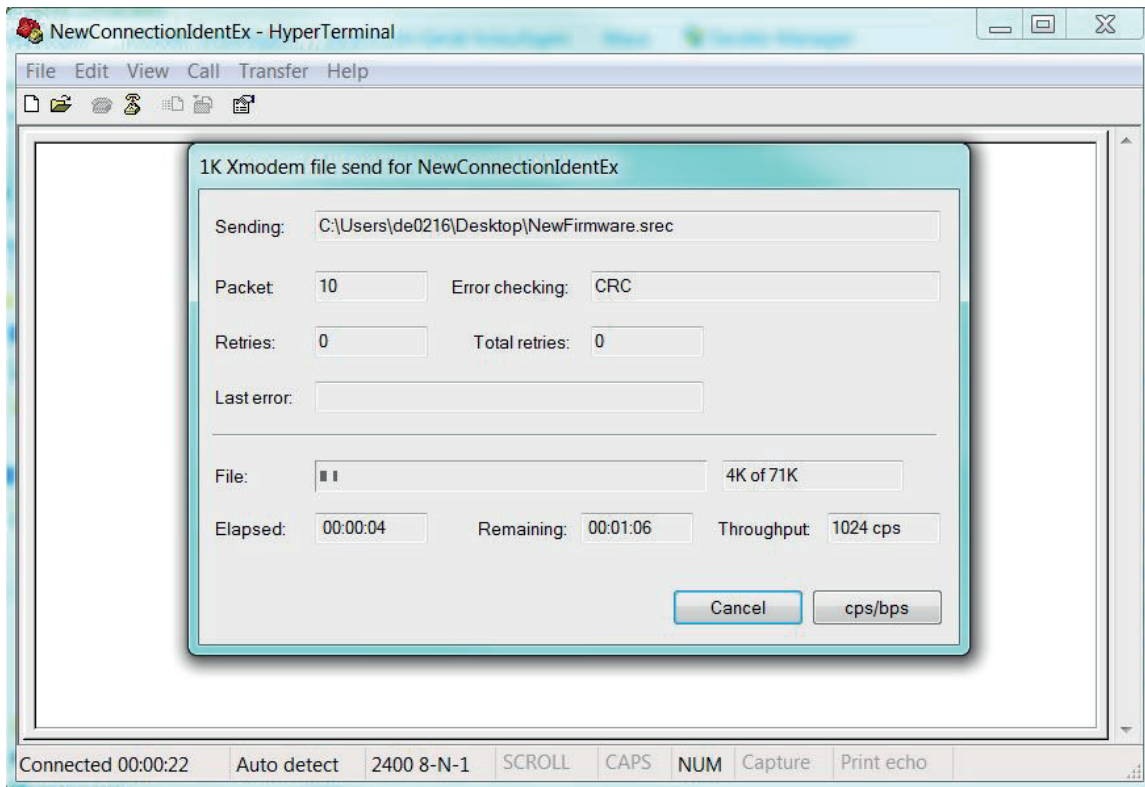 NewConnectionIdentEx - HyperTerminal
File Edit View Call Transfer Help
1K Xmodem file send for NewConnectionIdentEx
Sending: C:\Users\de0216\Desktop\NewFirmware.srec
Packet: 10 Error checking: CRC
Retries: 0 Total retries: 0
Last error:
File: 4K of 71K
Elapsed: 00:00:04 Remaining: 00:01:06 Throughput: 1024 cps
Cancel cps/bps
Connected 00:00:22 Auto detect 2400 8-N-1 SCROLL CAPS NUM Capture Print echo